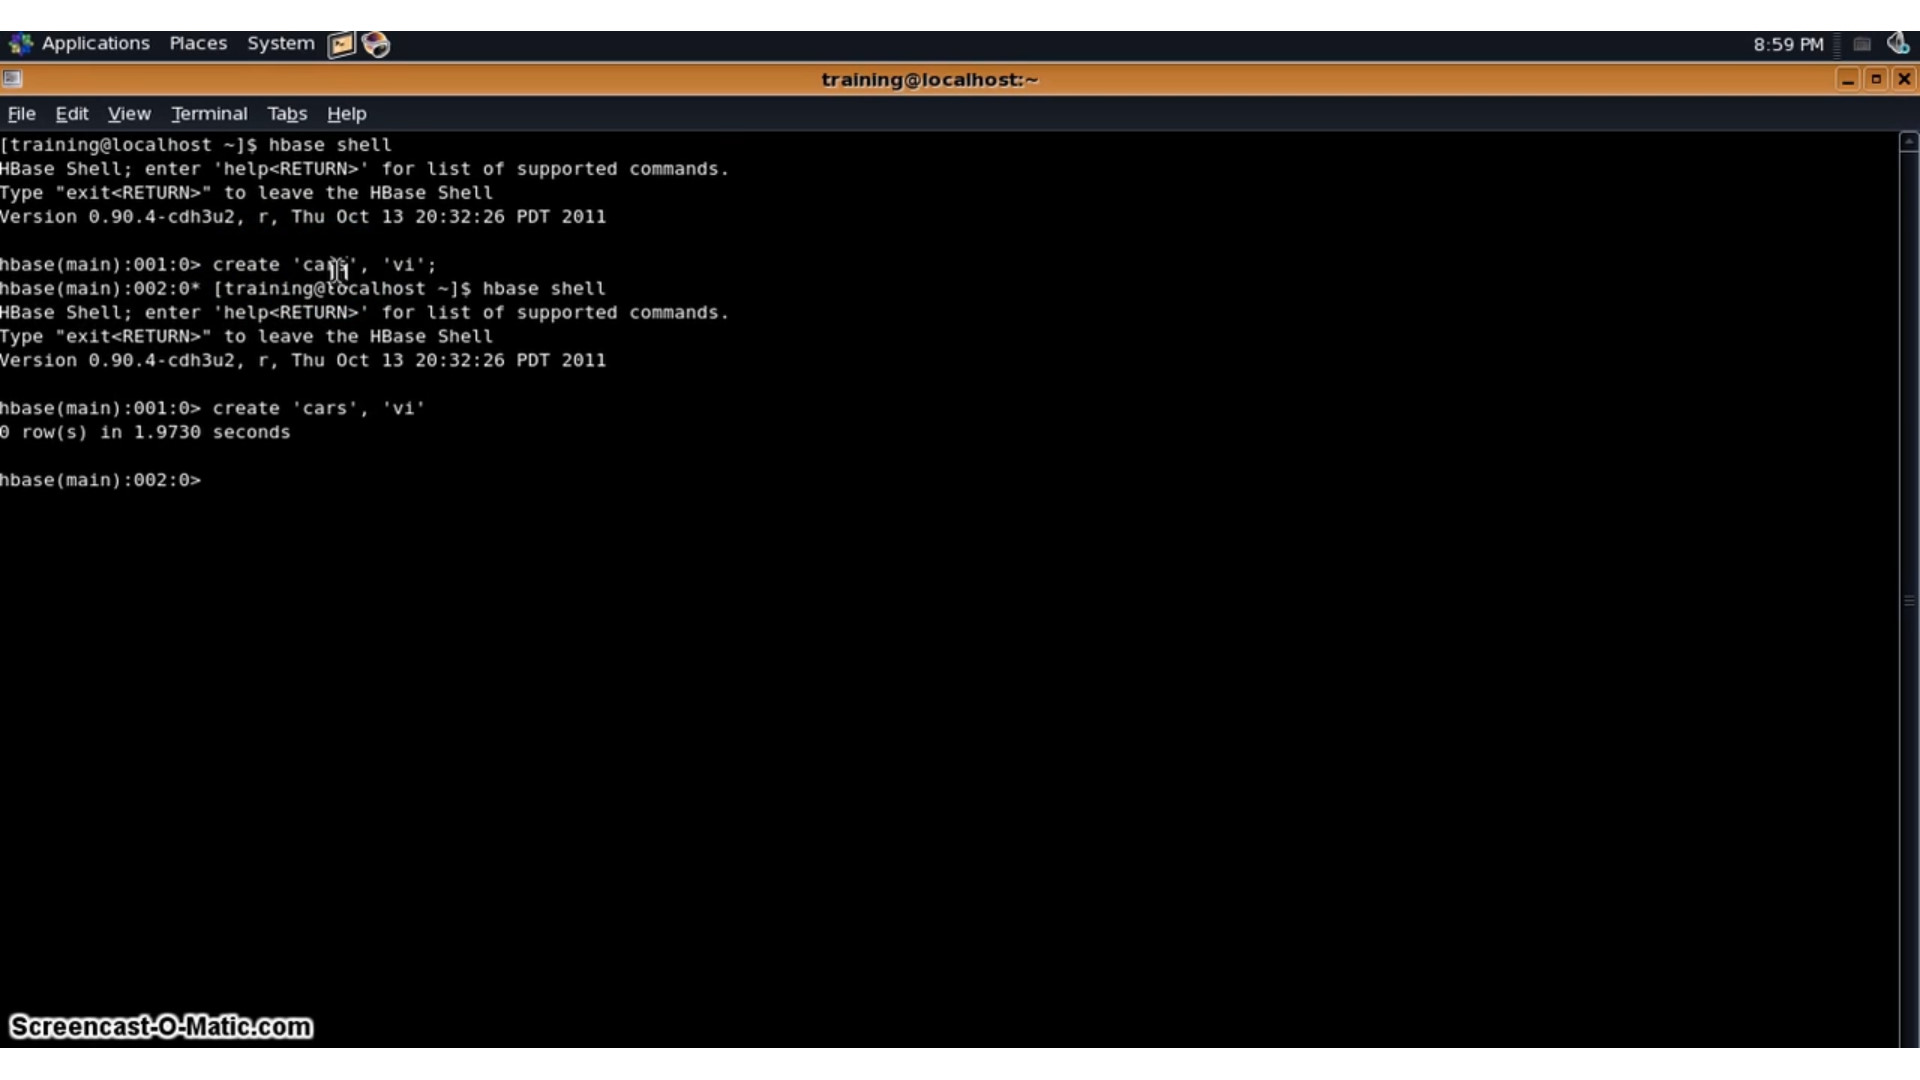 Applications Places System 8:59 PM
training@localhost:~
File Edit View Terminal Tabs Help
[training@localhost ~]$ hbase shell
HBase Shell; enter 'help<RETURN>' for list of supported commands.
Type "exit<RETURN>" to leave the HBase Shell
Version 0.90.4-cdh3u2, r, Thu Oct 13 20:32:26 PDT 2011
hbase(main):001:0> create 'cars', 'vi';
hbase(main):002:0* [training@localhost ~]$ hbase shell
HBase Shell; enter 'help<RETURN>' for list of supported commands.
Type "exit<RETURN>" to leave the HBase Shell
Version 0.90.4-cdh3u2, r, Thu Oct 13 20:32:26 PDT 2011
hbase(main):001:0> create 'cars', 'vi'
0 row(s) in 1.9730 seconds
hbase(main):002:0>
Screencast-O-Matic.com